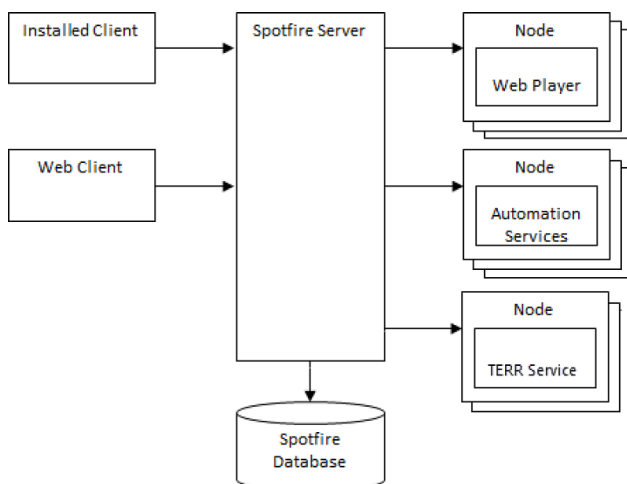 Installed Client
Spotfire Server
Node
Web Player
Web Client
Node
Automation
Services
Node
TERR Service
Spotfire
Database